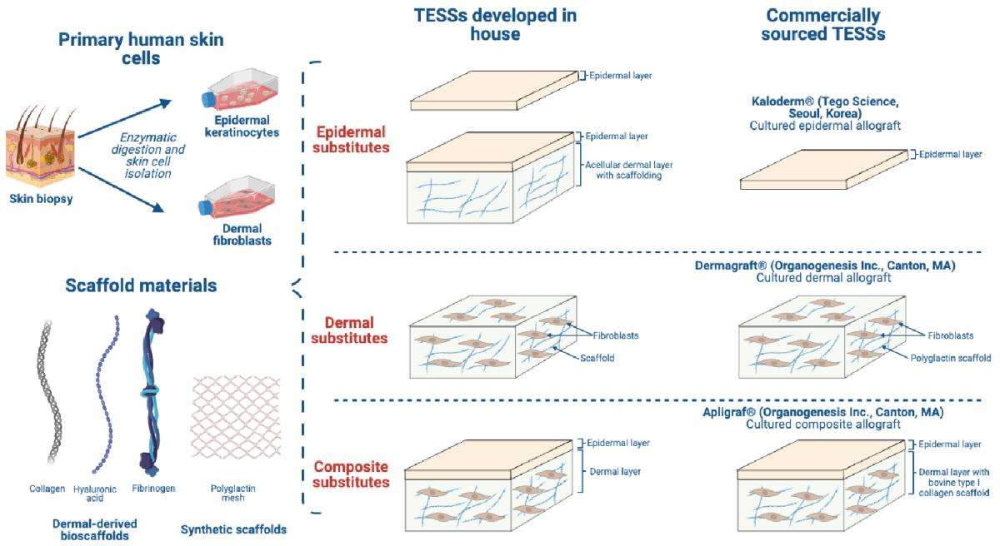 Primary human skin
cells
Skin biopsy
Enzymatic
digestion and
skin cell
isolation
Epidermal
keratinocytes
Dermal
fibroblasts
Scaffold materials
Collagen
Hyaluronic
acid
Fibrinogen
Polyglactin
mesh
Dermal-derived
bioscaffolds
Synthetic scaffolds
TESSs developed in
house
Commercially
sourced TESSs
Epidermal
substitutes
Epidermal layer
Epidermal layer
Acellular dermal layer
with scaffolding
Kaloderm® (Tego Science,
Seoul, Korea)
Cultured epidermal allograft
Epidermal layer
Dermal
substitutes
Fibroblasts
Scaffold
Dermagraft® (Organogenesis Inc., Canton, MA)
Cultured dermal allograft
Fibroblasts
Polyglactin scaffold
Composite
substitutes
Epidermal layer
Dermal layer
Apligraf® (Organogenesis Inc., Canton, MA)
Cultured composite allograft
Epidermal layer
Dermal layer with
bovine type I
collagen scaffold